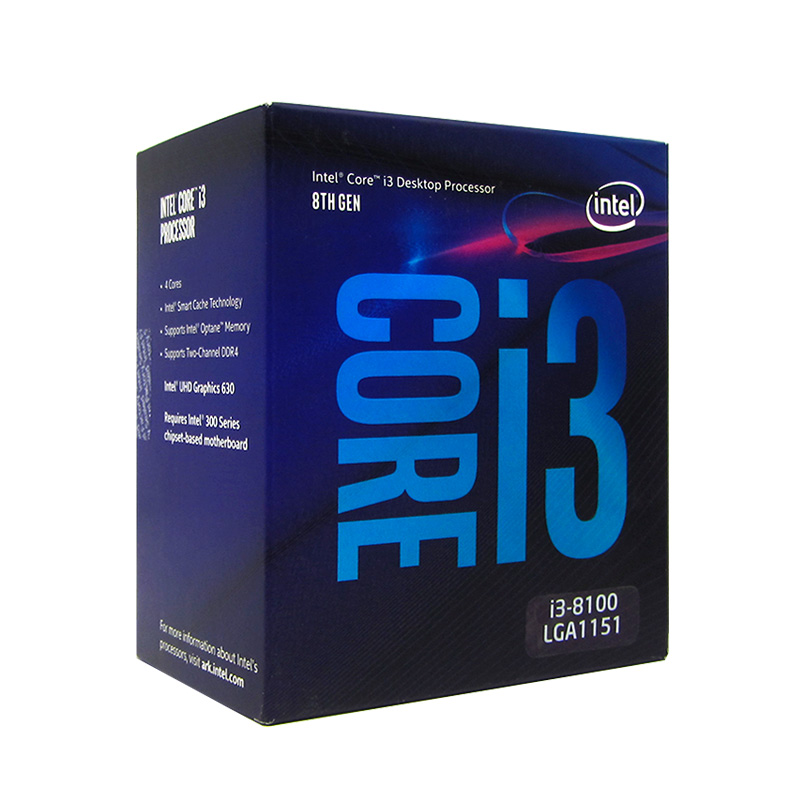 INTEL® CORE™ i3
PROCESSOR
• 4 Cores
• Intel® Smart Cache Technology
• Supports Intel® Optane™ Memory
• Supports Two-Channel DDR4
Intel® UHD Graphics 630
Requires Intel® 300 Series
chipset-based motherboard
For more information about Intel's
processors, visit ark.intel.com
Intel® Core™ i3 Desktop Processor
8TH GEN
intel®
CORE
i3
i3-8100
LGA1151